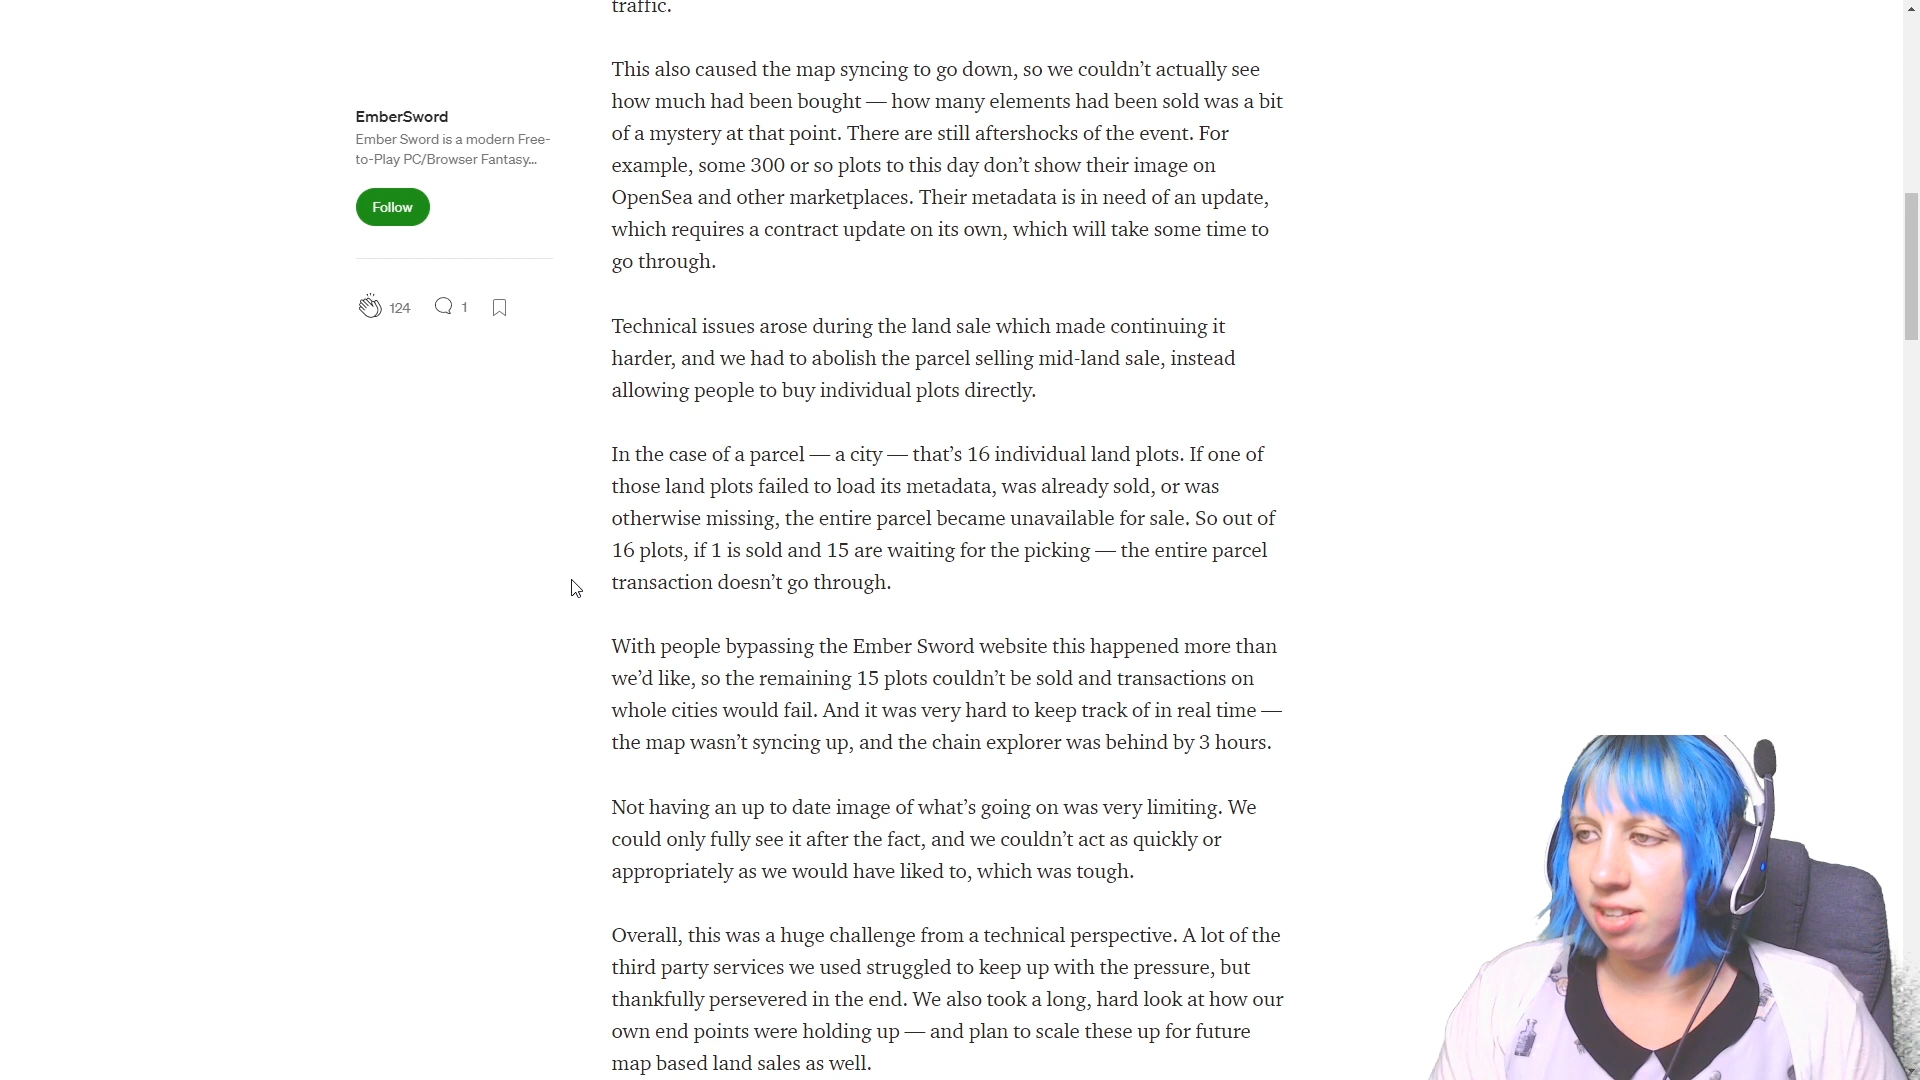 traffic.
This also caused the map syncing to go down, so we couldn’t actually see
how much had been bought — how many elements had been sold was a bit
of a mystery at that point. There are still aftershocks of the event. For
example, some 300 or so plots to this day don’t show their image on
OpenSea and other marketplaces. Their metadata is in need of an update,
which requires a contract update on its own, which will take some time to
go through.
EmberSword
Ember Sword is a modern Free-
to-Play PC/Browser Fantasy...
Follow
124 1
Technical issues arose during the land sale which made continuing it
harder, and we had to abolish the parcel selling mid-land sale, instead
allowing people to buy individual plots directly.
In the case of a parcel — a city — that’s 16 individual land plots. If one of
those land plots failed to load its metadata, was already sold, or was
otherwise missing, the entire parcel became unavailable for sale. So out of
16 plots, if 1 is sold and 15 are waiting for the picking — the entire parcel
transaction doesn’t go through.
With people bypassing the Ember Sword website this happened more than
we’d like, so the remaining 15 plots couldn’t be sold and transactions on
whole cities would fail. And it was very hard to keep track of in real time —
the map wasn’t syncing up, and the chain explorer was behind by 3 hours.
Not having an up to date image of what’s going on was very limiting. We
could only fully see it after the fact, and we couldn’t act as quickly or
appropriately as we would have liked to, which was tough.
Overall, this was a huge challenge from a technical perspective. A lot of the
third party services we used struggled to keep up with the pressure, but
thankfully persevered in the end. We also took a long, hard look at how our
own end points were holding up — and plan to scale these up for future
map based land sales as well.